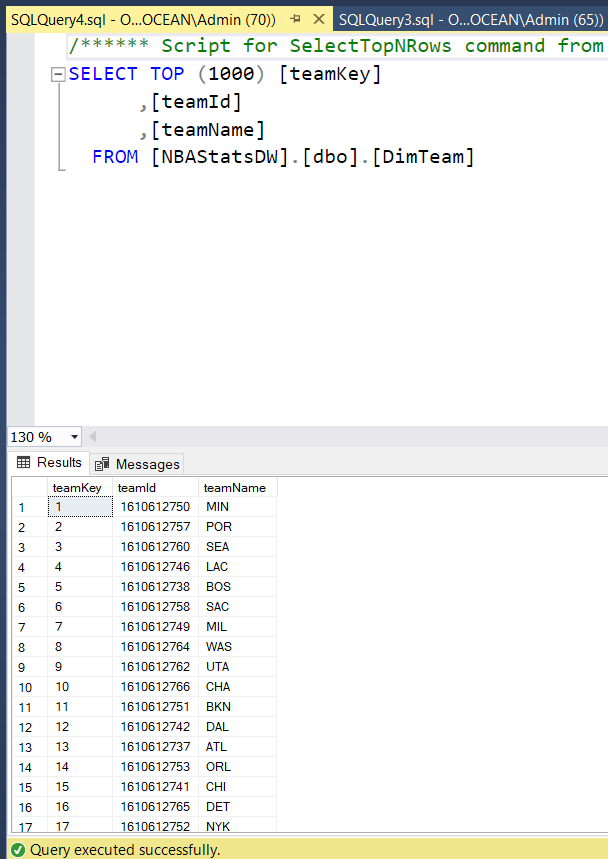 SQLQuery4.sql - O...OCEAN\Admin (70)) SQLQuery3.sql - O...OCEAN\Admin (65))
/****** Script for SelectTopNRows command from
SELECT TOP (1000) [teamKey]
,[teamId]
,[teamName]
FROM [NBAStatsDW].[dbo].[DimTeam]
130 %
Results Messages
teamKey teamId teamName
1 1 1610612750 MIN
2 2 1610612757 POR
3 3 1610612760 SEA
4 4 1610612746 LAC
5 5 1610612738 BOS
6 6 1610612758 SAC
7 7 1610612749 MIL
8 8 1610612764 WAS
9 9 1610612762 UTA
10 10 1610612766 CHA
11 11 1610612751 BKN
12 12 1610612742 DAL
13 13 1610612737 ATL
14 14 1610612753 ORL
15 15 1610612741 CHI
16 16 1610612765 DET
17 17 1610612752 NYK
Query executed successfully.